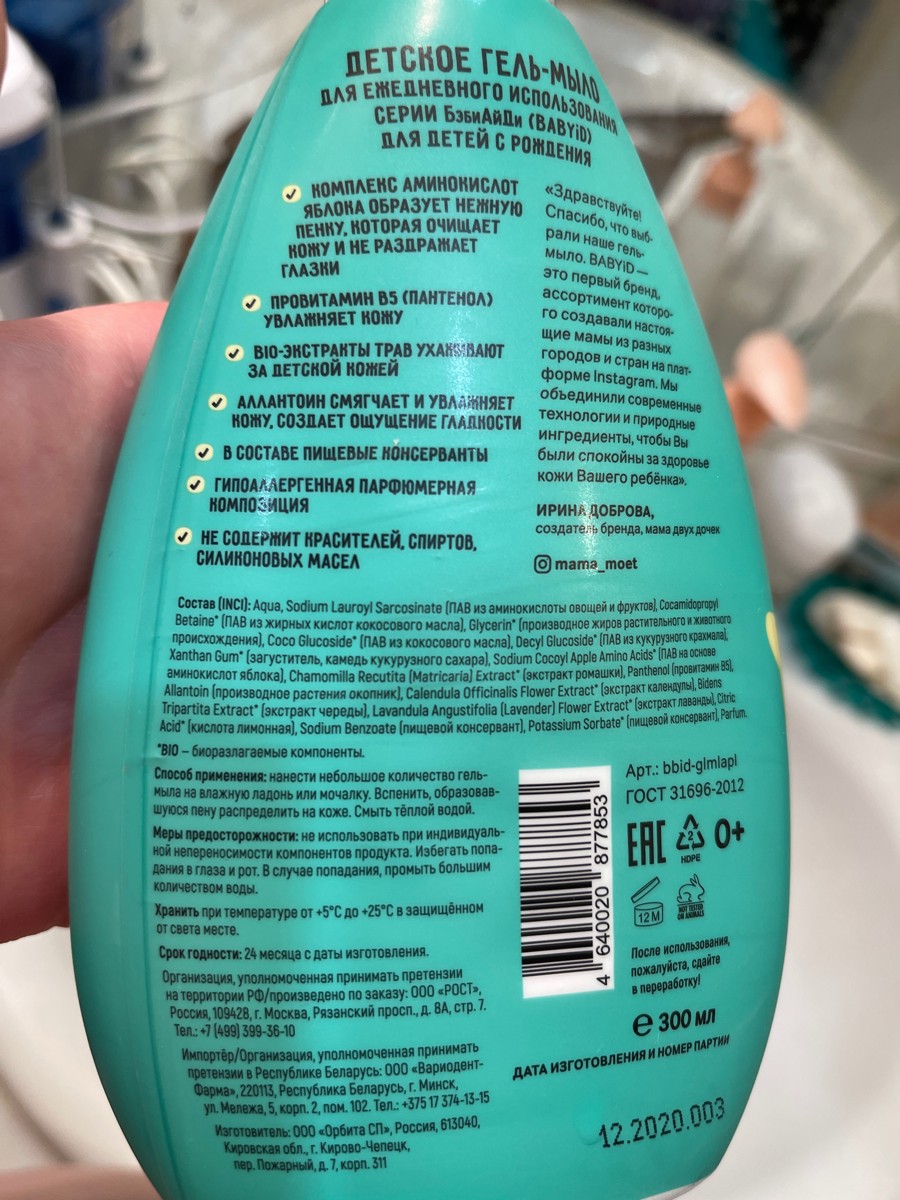 ДЕТСКОЕ ГЕЛЬ-МЫЛО
ДЛЯ ЕЖЕДНЕВНОГО ИСПОЛЬЗОВАНИЯ
СЕРИИ БэбиАйДи (BABYiD)
ДЛЯ ДЕТЕЙ С РОЖДЕНИЯ
КОМПЛЕКС АМИНОКИСЛОТ
ЯБЛОКА ОБРАЗУЕТ НЕЖНУЮ
ПЕНКУ, КОТОРАЯ ОЧИЩАЕТ
КОЖУ И НЕ РАЗДРАЖАЕТ
ГЛАЗКИ
ПРОВИТАМИН B5 (ПАНТЕНОЛ)
УВЛАЖНЯЕТ КОЖУ
BIO-ЭКСТРАКТЫ ТРАВ УХАЖИВАЮТ
ЗА ДЕТСКОЙ КОЖЕЙ
АЛЛАНТОИН СМЯГЧАЕТ И УВЛАЖНЯЕТ
КОЖУ, СОЗДАЕТ ОЩУЩЕНИЕ ГЛАДКОСТИ
В СОСТАВЕ ПИЩЕВЫЕ КОНСЕРВАНТЫ
ГИПОАЛЛЕРГЕННАЯ ПАРФЮМЕРНАЯ
КОМПОЗИЦИЯ
НЕ СОДЕРЖИТ КРАСИТЕЛЕЙ, СПИРТОВ,
СИЛИКОНОВЫХ МАСЕЛ
«Здравствуйте!
Спасибо, что выб-
рали наше гель-
мыло. BABYiD —
это первый бренд,
ассортимент которо-
го создавали настоя-
щие мамы из разных
городов и стран на плат-
форме Instagram. Мы
объединили современные
технологии и природные
ингредиенты, чтобы Вы
были спокойны за здоровье
кожи Вашего ребёнка».
ИРИНА ДОБРОВА,
создатель бренда, мама двух дочек
mama_moet
Состав (INCI): Aqua, Sodium Lauroyl Sarcosinate (ПАВ из аминокислоты овощей и фруктов), Cocamidopropyl
Betaine* (ПАВ из жирных кислот кокосового масла), Glycerin* (производное жиров растительного и животного
происхождения), Coco Glucoside* (ПАВ из кокосового масла), Decyl Glucoside* (ПАВ из кукурузного крахмала),
Xanthan Gum* (загуститель, камедь кукурузного сахара), Sodium Cocoyl Apple Amino Acids* (ПАВ на основе
аминокислот яблока), Chamomilla Recutita (Matricaria) Extract* (экстракт ромашки), Panthenol (провитамин B5),
Allantoin (производное растения окопник), Calendula Officinalis Flower Extract* (экстракт календулы), Bidens
Tripartita Extract* (экстракт череды), Lavandula Angustifolia (Lavender) Flower Extract* (экстракт лаванды), Citric
Acid* (кислота лимонная), Sodium Benzoate (пищевой консервант), Potassium Sorbate* (пищевой консервант), Parfum.
*BIO – биоразлагаемые компоненты.
Способ применения: нанести небольшое количество гель-
мыла на влажную ладонь или мочалку. Вспенить, образовав-
шуюся пену распределить на коже. Смыть тёплой водой.
Меры предосторожности: не использовать при индивидуаль-
ной непереносимости компонентов продукта. Избегать попа-
дания в глаза и рот. В случае попадания, промыть большим
количеством воды.
Хранить при температуре от +5°C до +25°C в защищённом
от света месте.
Срок годности: 24 месяца с даты изготовления.
Организация, уполномоченная принимать претензии
на территории РФ/произведено по заказу: ООО «РОСТ»,
Россия, 109428, г. Москва, Рязанский просп., д. 8А, стр. 7.
Тел.: +7 (499) 399-36-10
Импортёр/Организация, уполномоченная принимать
претензии в Республике Беларусь: ООО «Вариодент-
Фарма», 220113, Республика Беларусь, г. Минск,
ул. Мележа, 5, корп. 2, пом. 102. Тел.: +375 17 374-13-15
Изготовитель: ООО «Орбита СП», Россия, 613040,
Кировская обл., г. Кирово-Чепецк,
пер. Пожарный, д. 7, корп. 311
4 640020 877853
Арт.: bbid-glmlapl
ГОСТ 31696-2012
EAC
2
HDPE
0+
12 M
NOT TESTED
ON ANIMALS
После использования,
пожалуйста, сдайте
в переработку!
e 300 МЛ
ДАТА ИЗГОТОВЛЕНИЯ И НОМЕР ПАРТИИ
12.2020.003